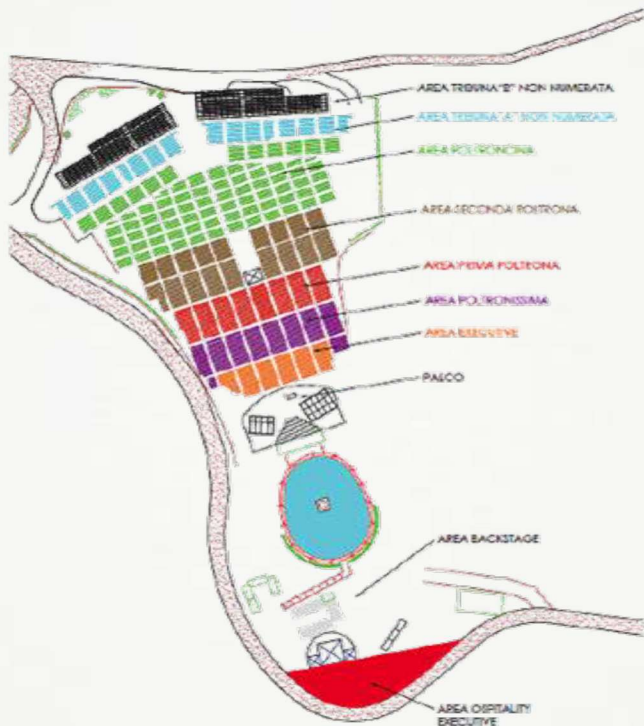 AREA TRIBUNA "B" NON NUMERATA
AREA TRIBUNA "A" NON NUMERATA
AREA POLTRONCINA
AREA SECONDA POLTRONA
AREA PRIMA POLTRONA
AREA POLTRONISSIMA
AREA EXECUTIVE
PALCO
AREA BACKSTAGE
AREA OSPITALITY
EXECUTIVE